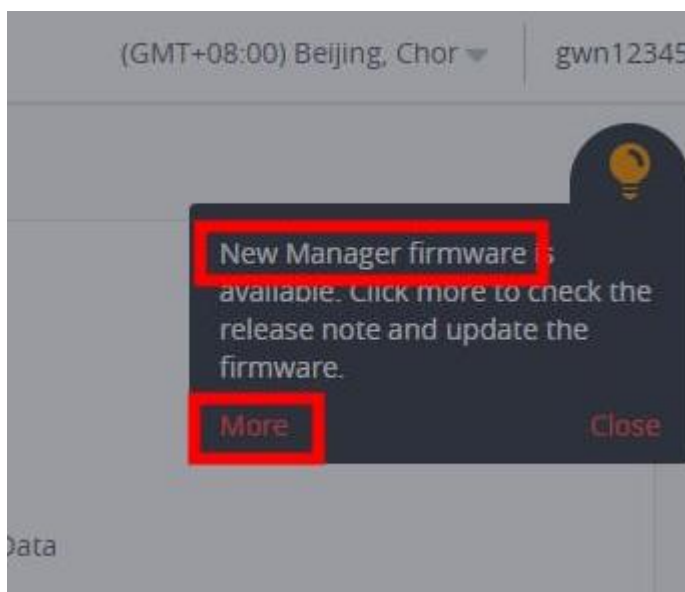 (GMT+08:00) Beijing, Chor
gwn12345
New Manager firmware is
available. Click more to check the
release note and update the
firmware.
More
Close
Data